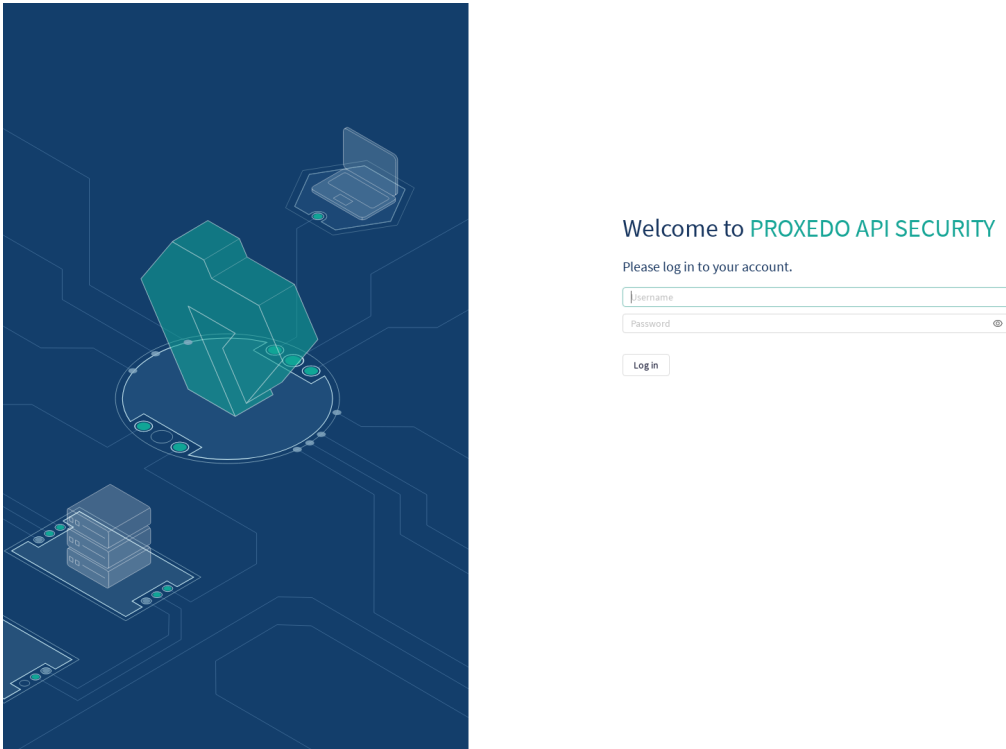 Welcome to PROXEDO API SECURITY
Please log in to your account.
Username
Password
Log in